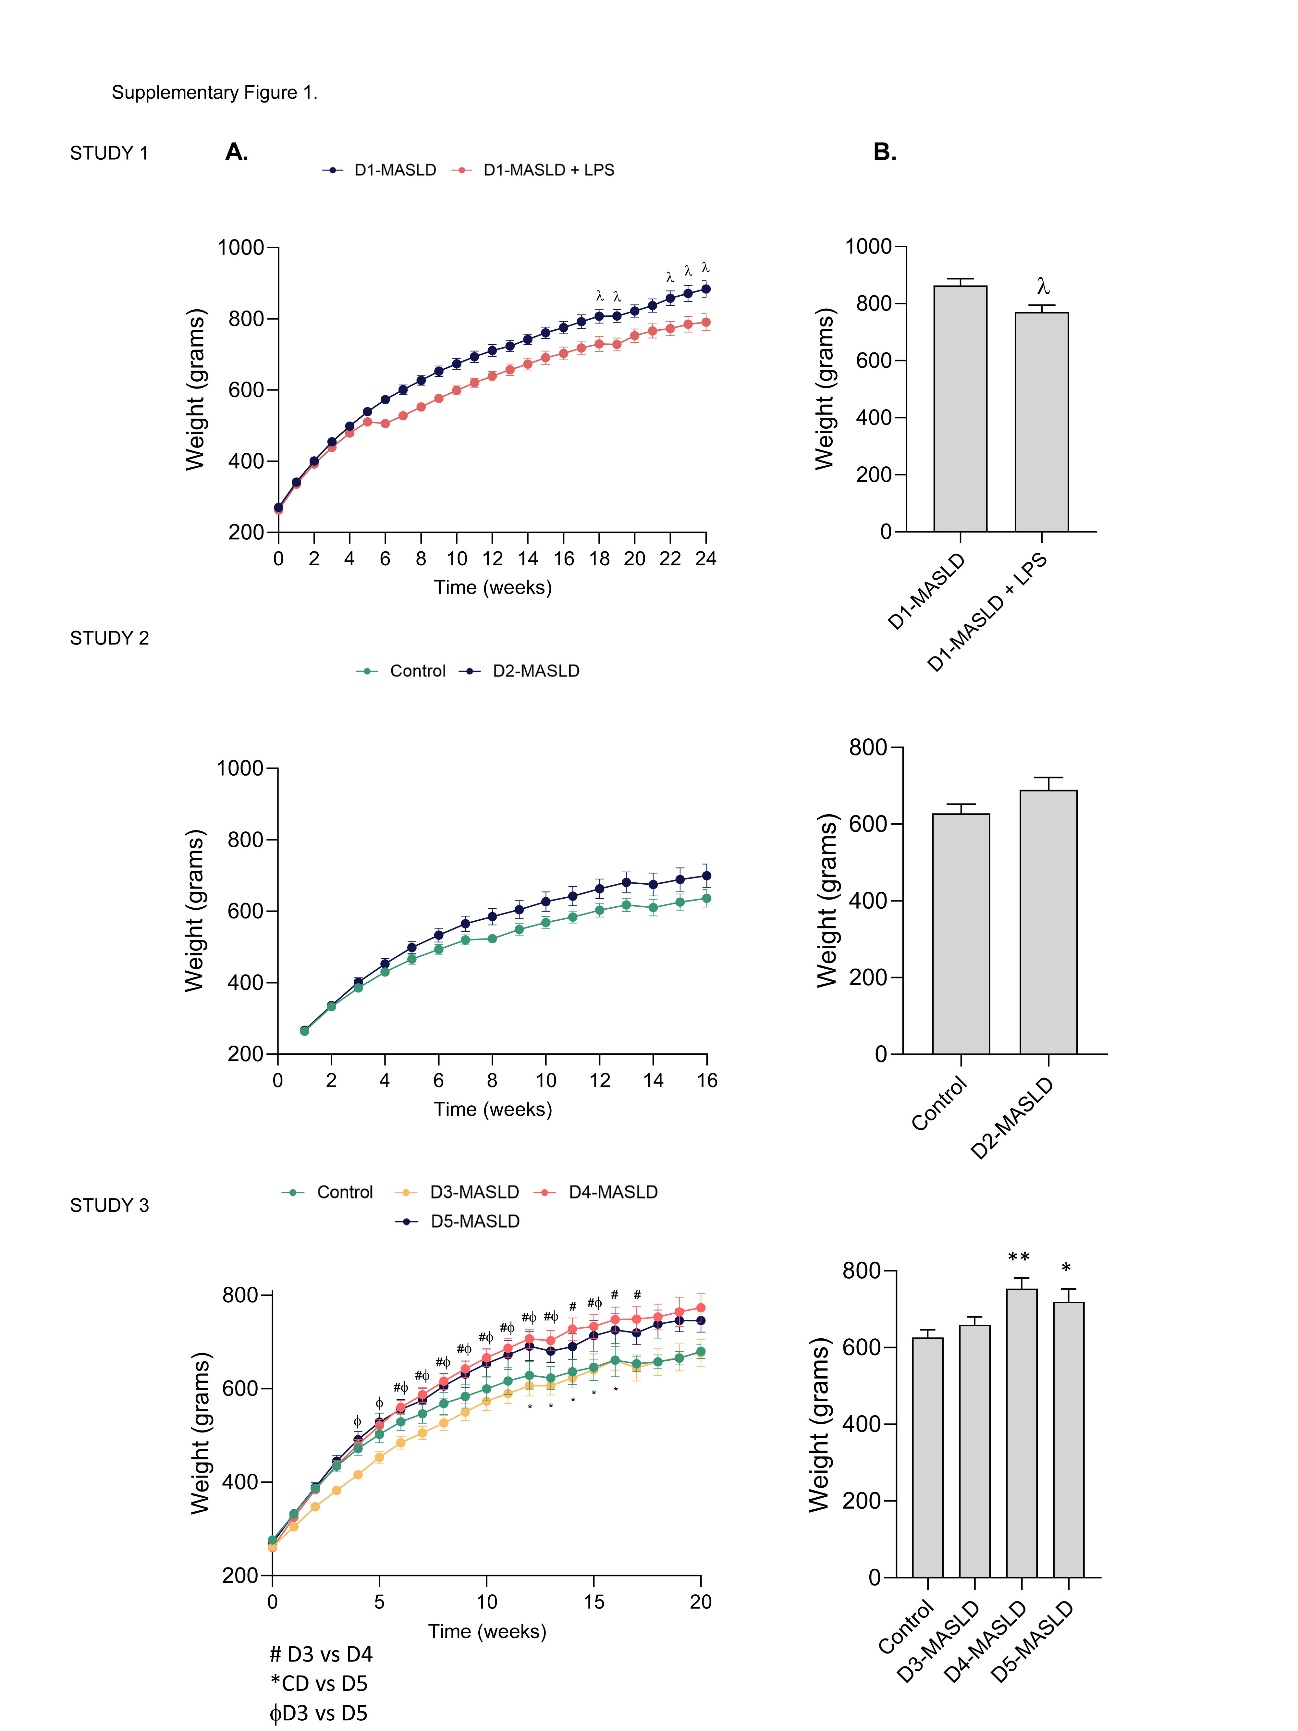 Supplementary Figure 1.
STUDY 1
A.
B.
D1-MASLD D1-MASLD + LPS
1000
800
600
400
200
Weight (grams)
λ λ λ λ λ
0 2 4 6 8 10 12 14 16 18 20 22 24
Time (weeks)
1000
800
600
400
200
0
Weight (grams)
λ
D1-MASLD
D1-MASLD + LPS
STUDY 2
Control D2-MASLD
1000
800
600
400
200
Weight (grams)
0 2 4 6 8 10 12 14 16
Time (weeks)
800
600
400
200
0
Weight (grams)
Control
D2-MASLD
STUDY 3
Control D3-MASLD D4-MASLD
D5-MASLD
800
600
400
200
Weight (grams)
ϕ ϕ #ϕ #ϕ #ϕ #ϕ #ϕ #ϕ #ϕ #ϕ # #ϕ # #
* * * * *
0 5 10 15 20
Time (weeks)
# D3 vs D4
*CD vs D5
ϕD3 vs D5
800
600
400
200
0
Weight (grams)
** *
Control
D3-MASLD
D4-MASLD
D5-MASLD